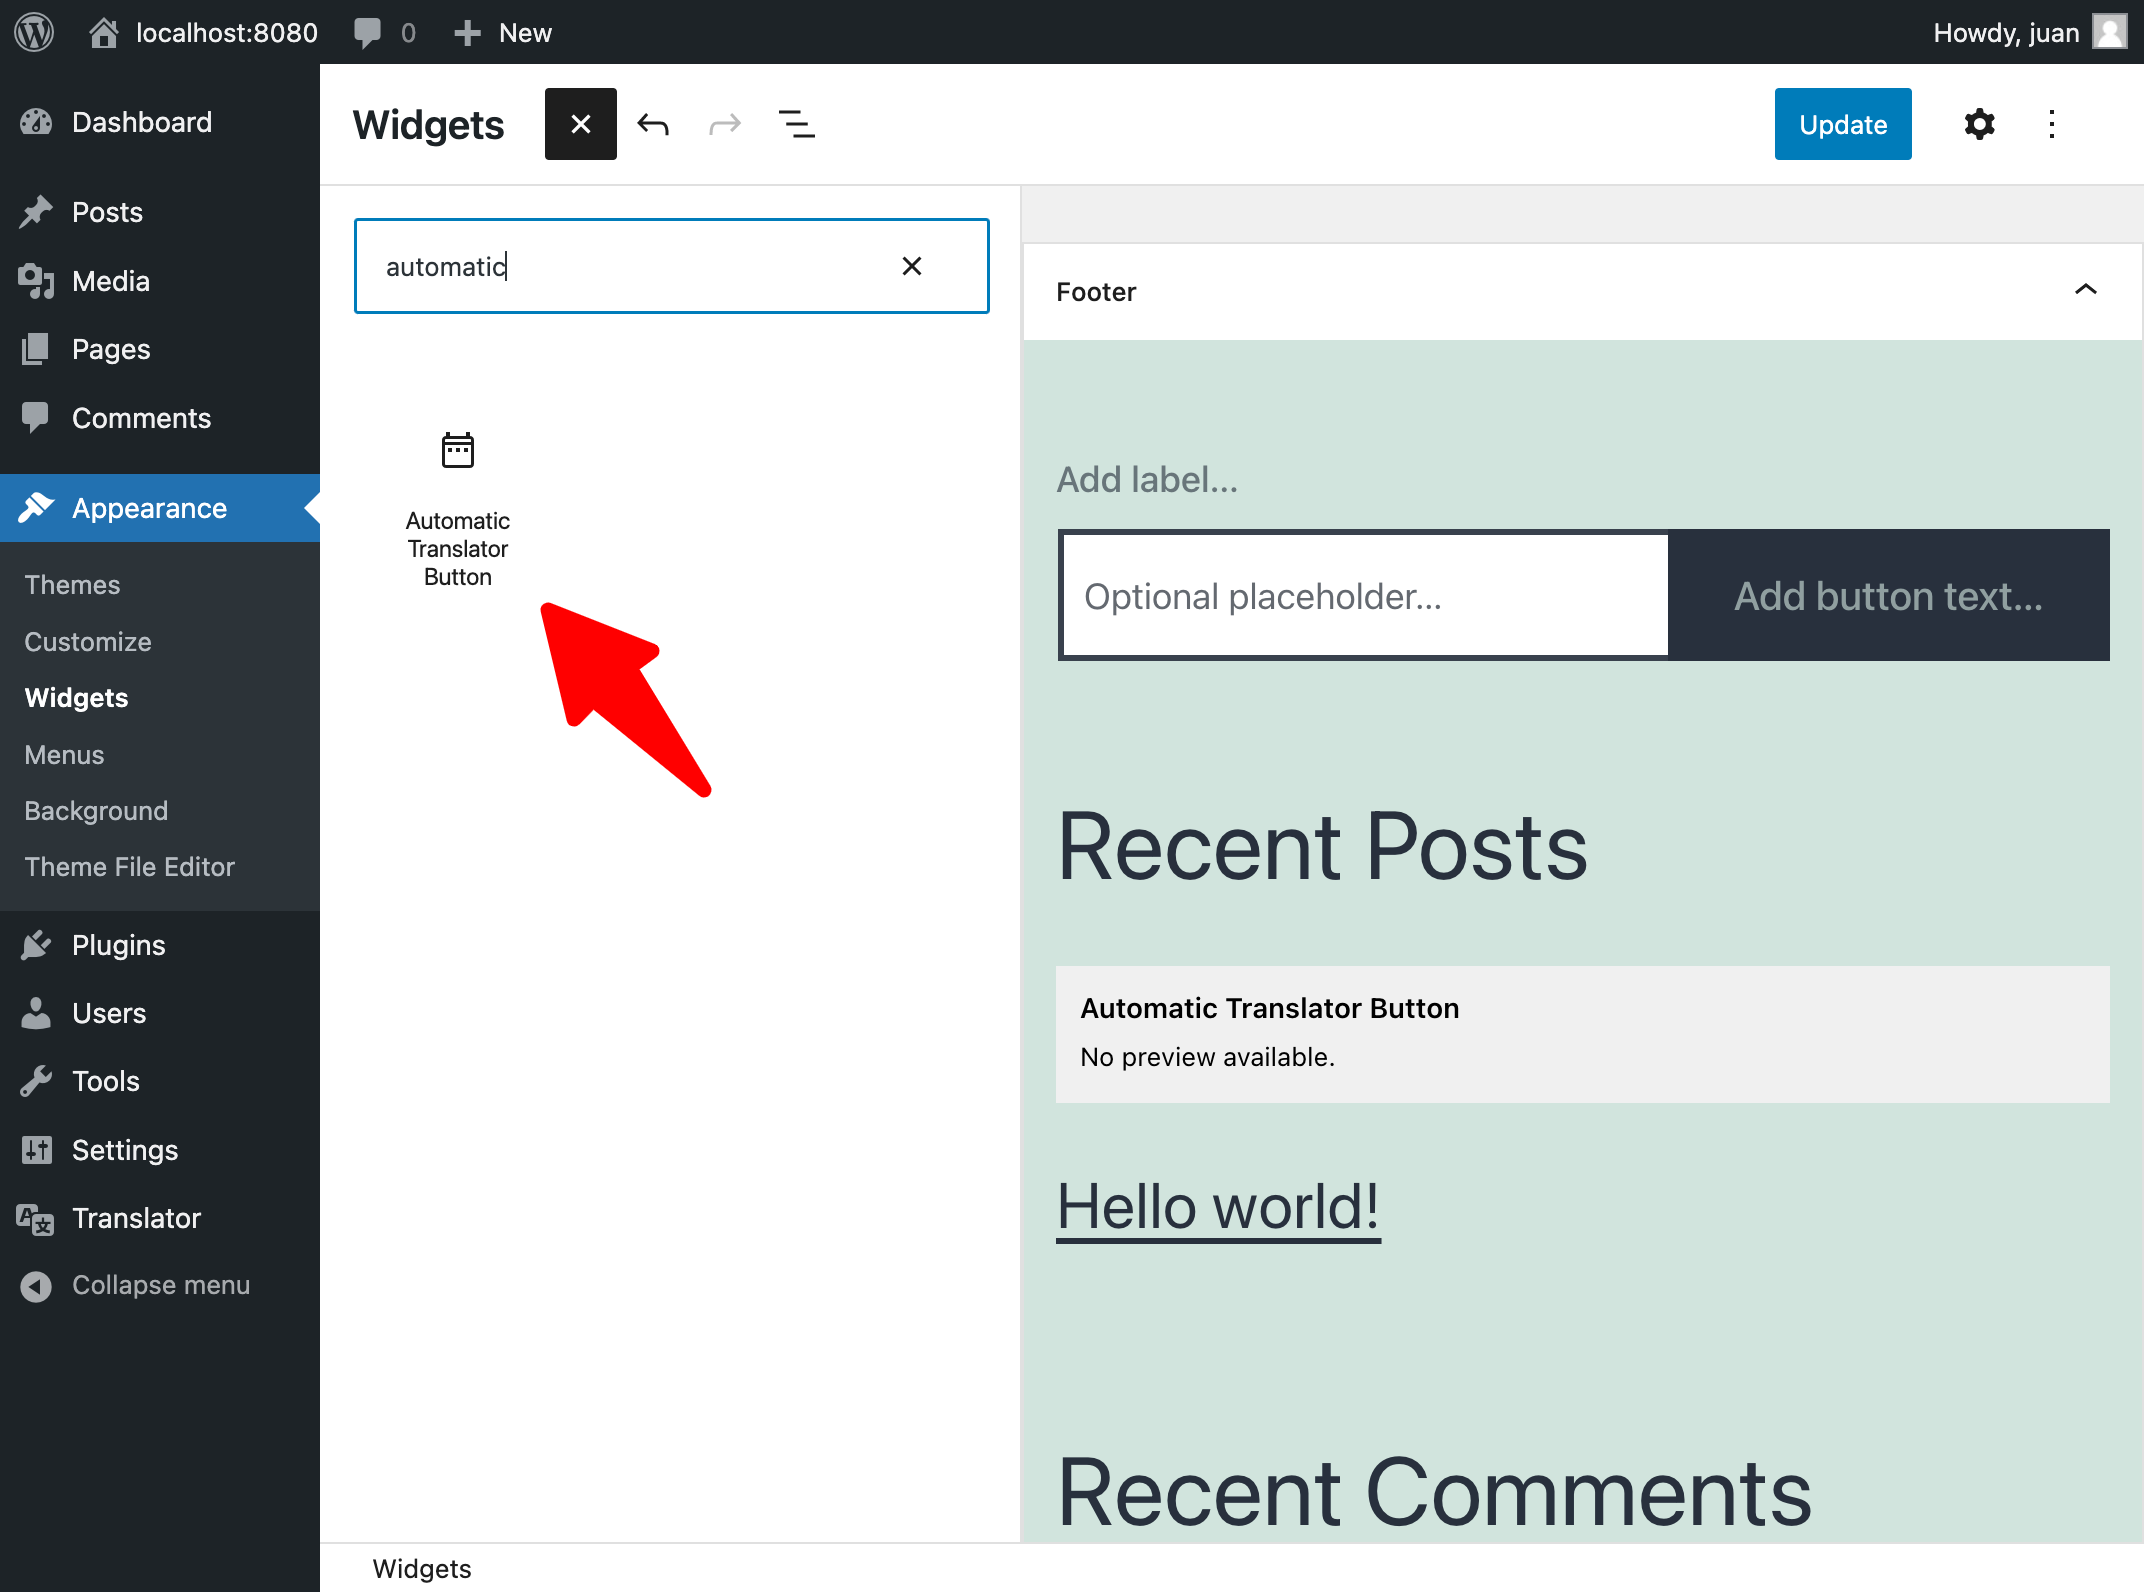 localhost:8080
0
New
Howdy, juan
Dashboard
Posts
Media
Pages
Comments
Appearance
Themes
Customize
Widgets
Menus
Background
Theme File Editor
Plugins
Users
Tools
Settings
Translator
Collapse menu
Widgets
Update
automatic
Automatic
Translator
Button
Footer
Add label...
Optional placeholder...
Add button text...
Recent Posts
Automatic Translator Button
No preview available.
Hello world!
Recent Comments
Widgets